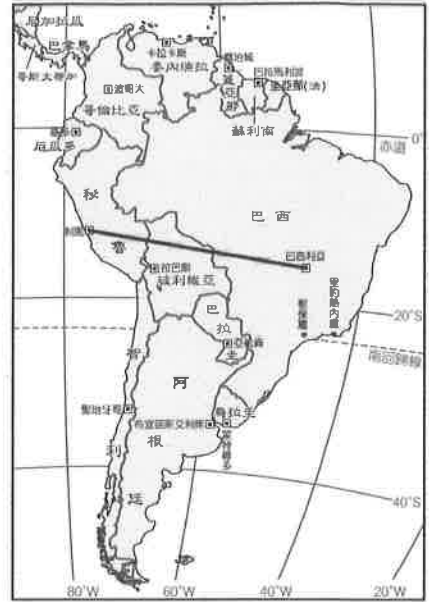 尼加拉瓜
巴拿馬
哥斯大黎加
卡拉卡斯
委內瑞拉
喬治城
蓋亞那
巴拉馬利波
圭亞那(法)
蘇利南
波哥大
哥倫比亞
基多
厄瓜多
0°
赤道
秘魯
利馬
巴西
巴西利亞
拉巴斯
玻利維亞
巴拉圭
亞松森
聖保羅
里約熱內盧
20°S
南回歸線
智利
阿根廷
聖地牙哥
布宜諾斯艾利斯
烏拉圭
蒙特維多
40°S
80°W
60°W
40°W
20°W